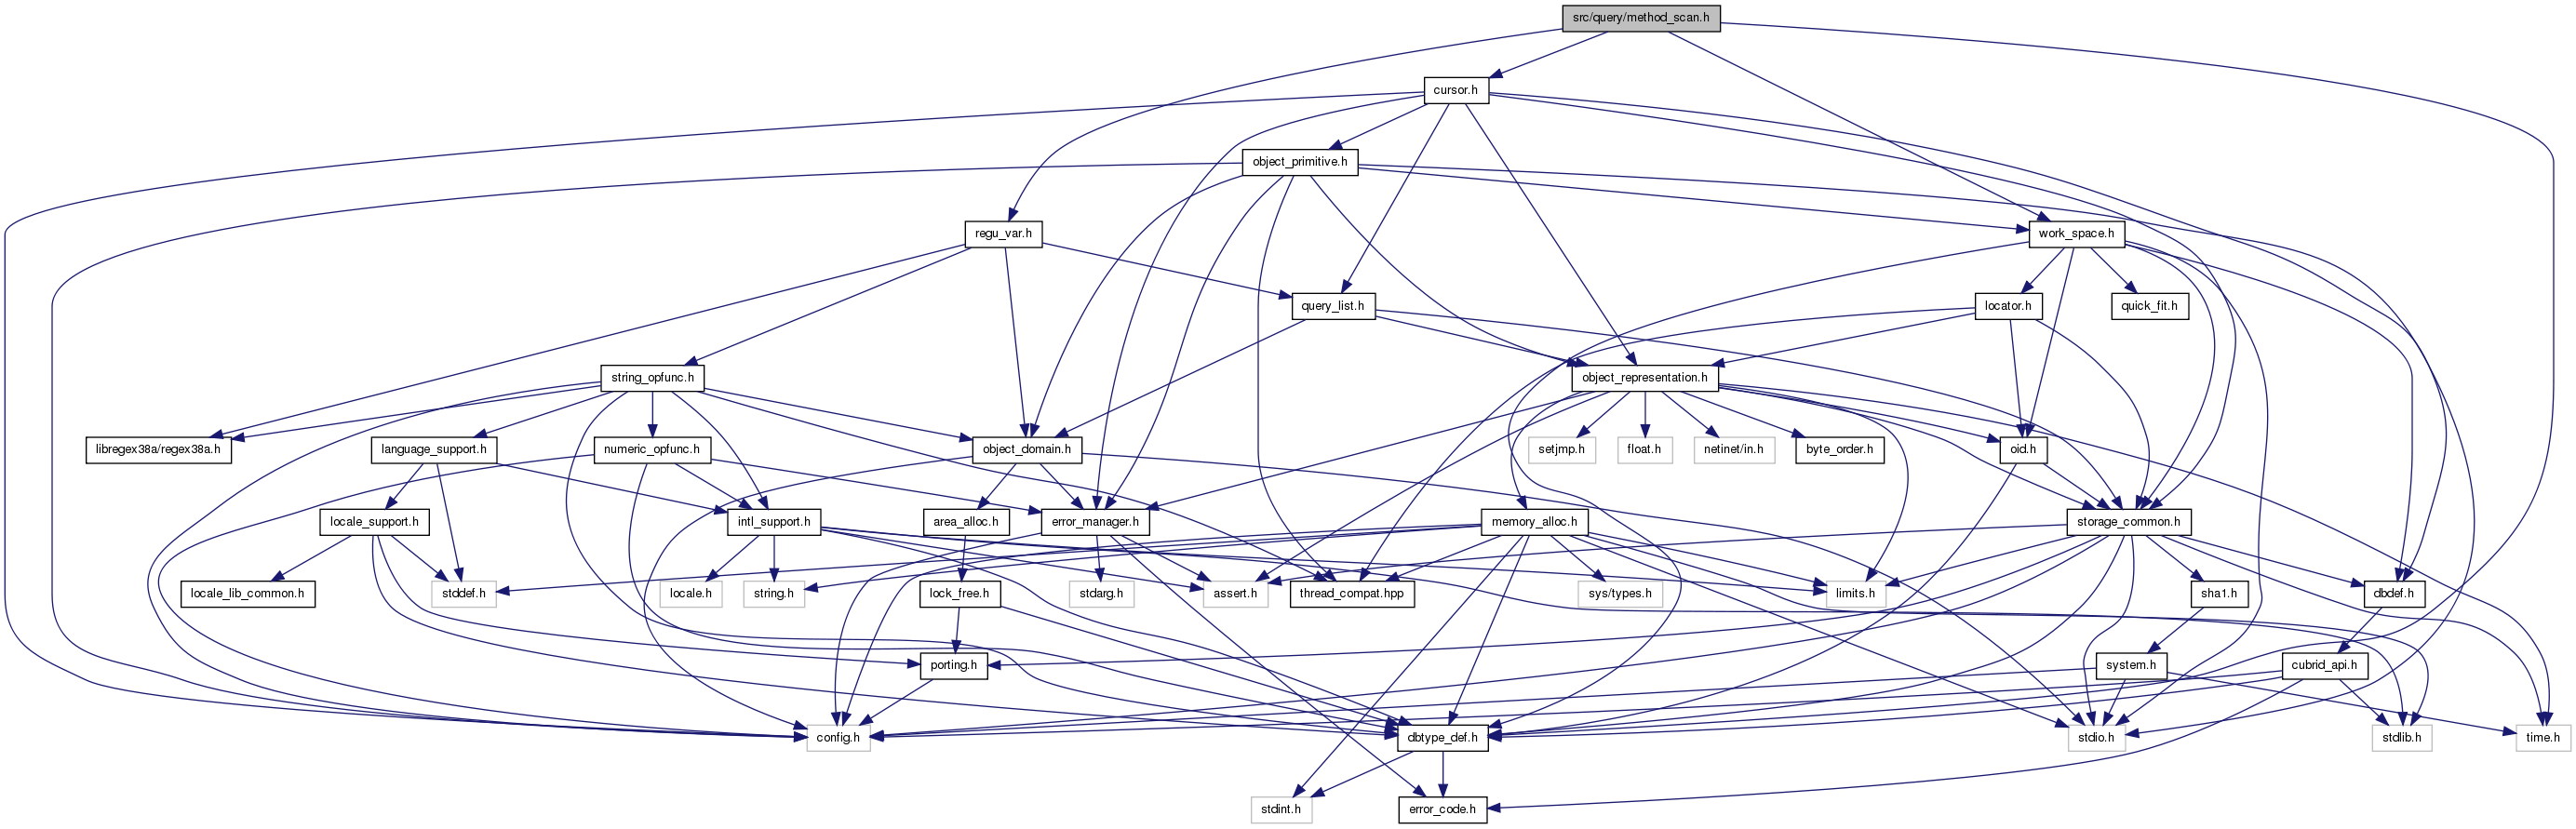 src/query/method_scan.h
cursor.h
object_primitive.h
regu_var.h
work_space.h
query_list.h
locator.h
quick_fit.h
string_opfunc.h
object_representation.h
libregex38a/regex38a.h
language_support.h
numeric_opfunc.h
object_domain.h
setjmp.h
float.h
netinet/in.h
byte_order.h
oid.h
locale_support.h
intl_support.h
area_alloc.h
error_manager.h
memory_alloc.h
storage_common.h
locale_lib_common.h
stddef.h
locale.h
string.h
lock_free.h
stdarg.h
assert.h
thread_compat.hpp
sys/types.h
limits.h
sha1.h
dbdef.h
porting.h
system.h
cubrid_api.h
config.h
dbtype_def.h
stdio.h
stdlib.h
time.h
stdint.h
error_code.h